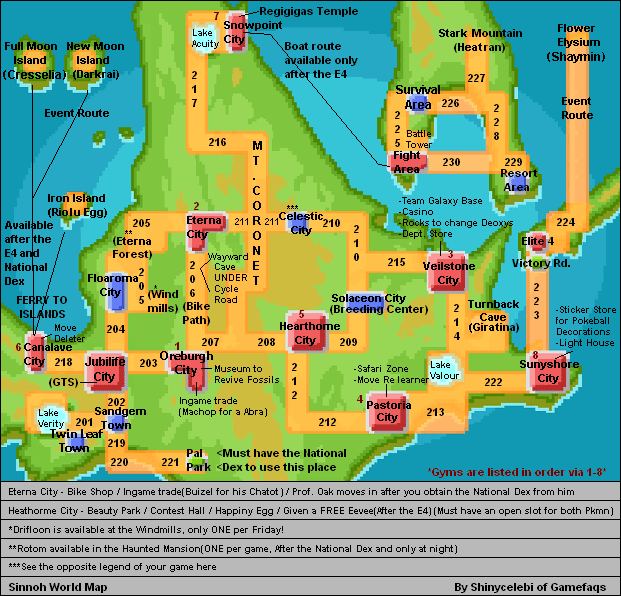 7
Regigigas Temple
Lake
Acuity
Snowpoint
City
Full Moon
Island
(Cresselia)
New Moon
Island
(Darkrai)
Boat route
available only
after the E4
Stark Mountain
(Heatran)
Flower
Elysium
(Shaymin)
217
227
Survival
Area
226
Event Route
Event
Route
225
228
216
Battle
Tower
Fight
Area
230
229
Resort
Area
MT.CORONET
Iron Island
(Riolu Egg)
-Team Galaxy Base
-Casino
-Rocks to change Deoxys
-Dept. Store
2
***
Celestic
City
205
Eterna
City
211
211
210
224
Available
after the
E4 and
National
Dex
**
(Eterna
Forest)
210
Elite 4
3
Veilstone
City
215
Victory Rd.
Wayward
Cave
UNDER
Cycle
Road
Floaroma
City
205
*
(Wind
mills)
206
(Bike
Path)
Solaceon City
(Breeding Center)
Turnback
Cave
(Giratina)
223
FERRY TO
ISLANDS
-Sticker Store
for Pokeball
Decorations
-Light House
5
Hearthorne
City
214
Move
Deleter
204
207
208
209
6
Canalave
City
218
Jubilife
City
(GTS)
203
1
Oreburgh
City
Museum to
Revive Fossils
8
Sunyshore
City
-Safari Zone
-Move Re learner
Lake
Valour
222
212
202
Ingame trade
(Machop for a Abra)
4
Pastoria
City
213
Lake
Verity
201
Sandgem
Town
212
Twin Leaf
Town
219
220
221
Pal
Park
<Must have the National
<Dex to use this place
*Gyms are listed in order via 1-8*
Eterna City - Bike Shop / Ingame trade(Buizel for his Chatot) / Prof. Oak moves in after you obtain the National Dex from him
Heathorme City - Beauty Park / Contest Hall / Happiny Egg / Given a FREE Eevee(After the E4)(Must have an open slot for both Pkmn)
*Drifloon is available at the Windmills, only ONE per Friday!
**Rotom available in the Haunted Mansion(ONE per game, After the National Dex and only at night)
***See the opposite legend of your game here
Sinnoh World Map
By Shinycelebi of Gamefaqs